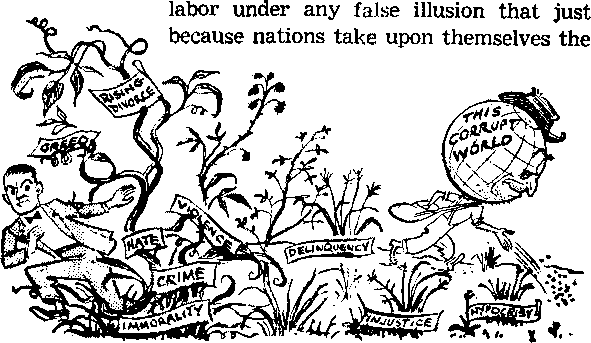 labor under any false illusion that just
because nations take upon themselves the
RISING
DIVORCE
THIS
CORRUPT
WORLD
GREED
VIOLENCE
HATE
DELINQUENCY
CRIME
IMMORALITY
INJUSTICE
HYPOCRISY